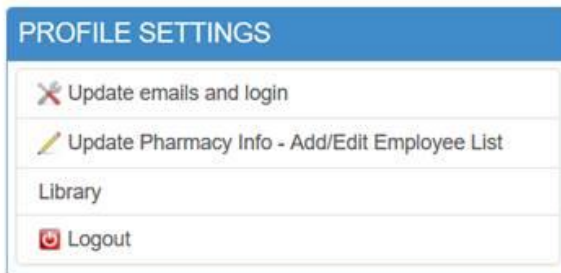 PROFILE SETTINGS
Update emails and login
Update Pharmacy Info - Add/Edit Employee List
Library
Logout